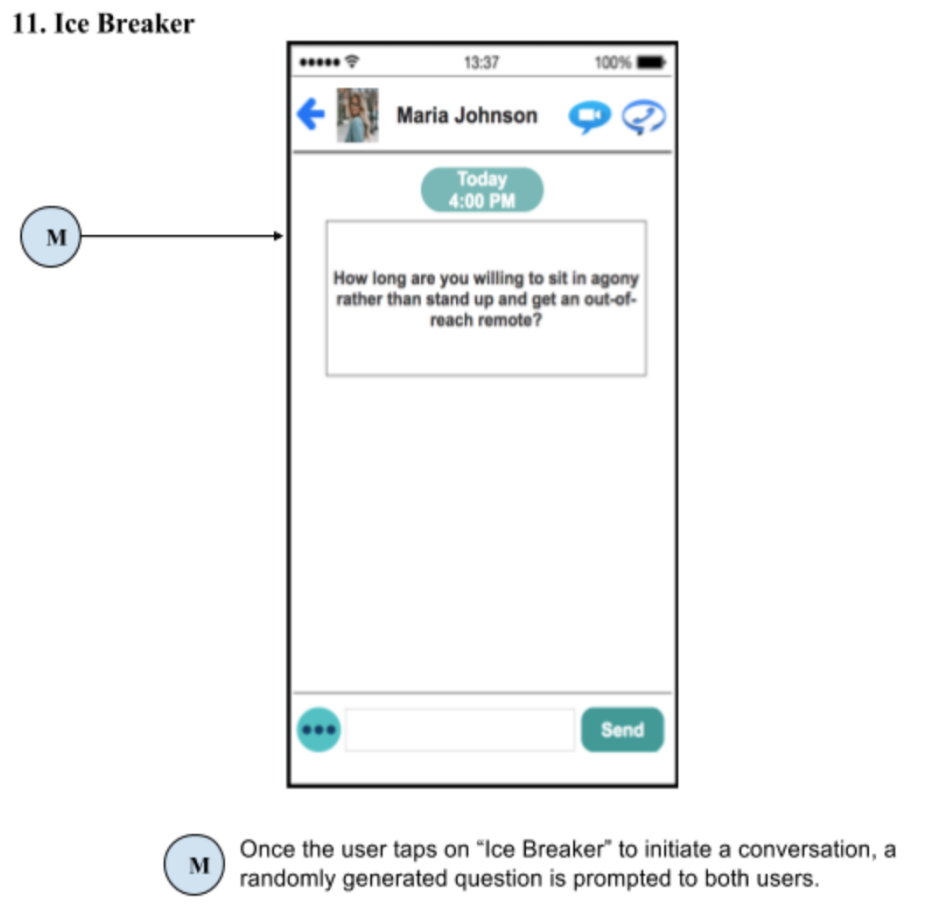 11. Ice Breaker
13:37
100%
Maria Johnson
Today
4:00 PM
M
How long are you willing to sit in agony
rather than stand up and get an out-of-
reach remote?
Send
M
Once the user taps on “Ice Breaker” to initiate a conversation, a
randomly generated question is prompted to both users.